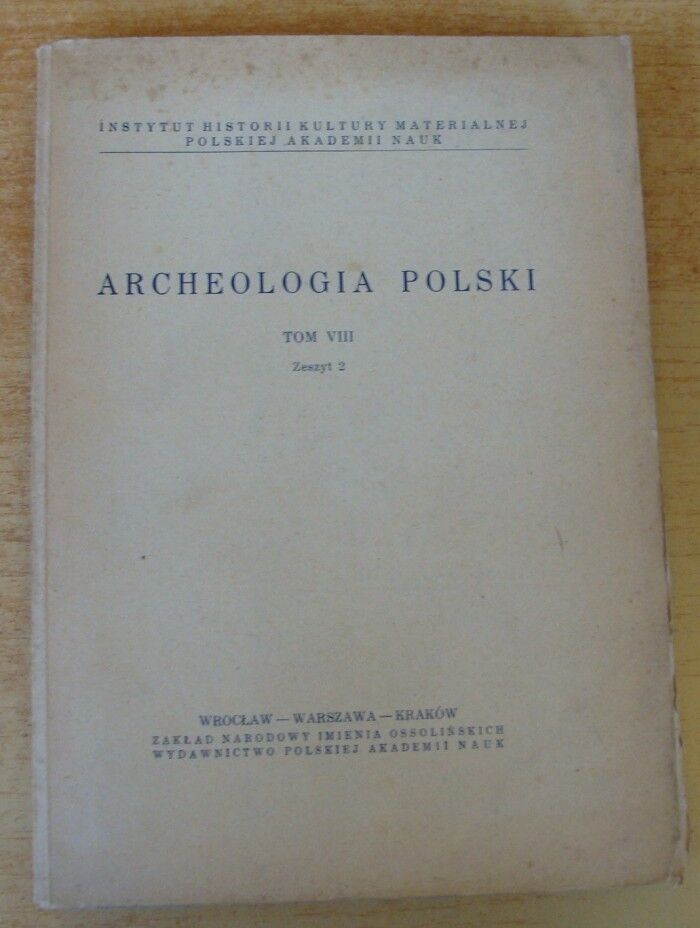 INSTYTUT HISTORII KULTURY MATERIALNEJ
POLSKIEJ AKADEMII NAUK
ARCHEOLOGIA POLSKI
TOM VIII
Zeszyt 2
WROCŁAW — WARSZAWA — KRAKÓW
ZAKŁAD NARODOWY IMIENIA OSSOLIŃSKICH
WYDAWNICTWO POLSKIEJ AKADEMII NAUK